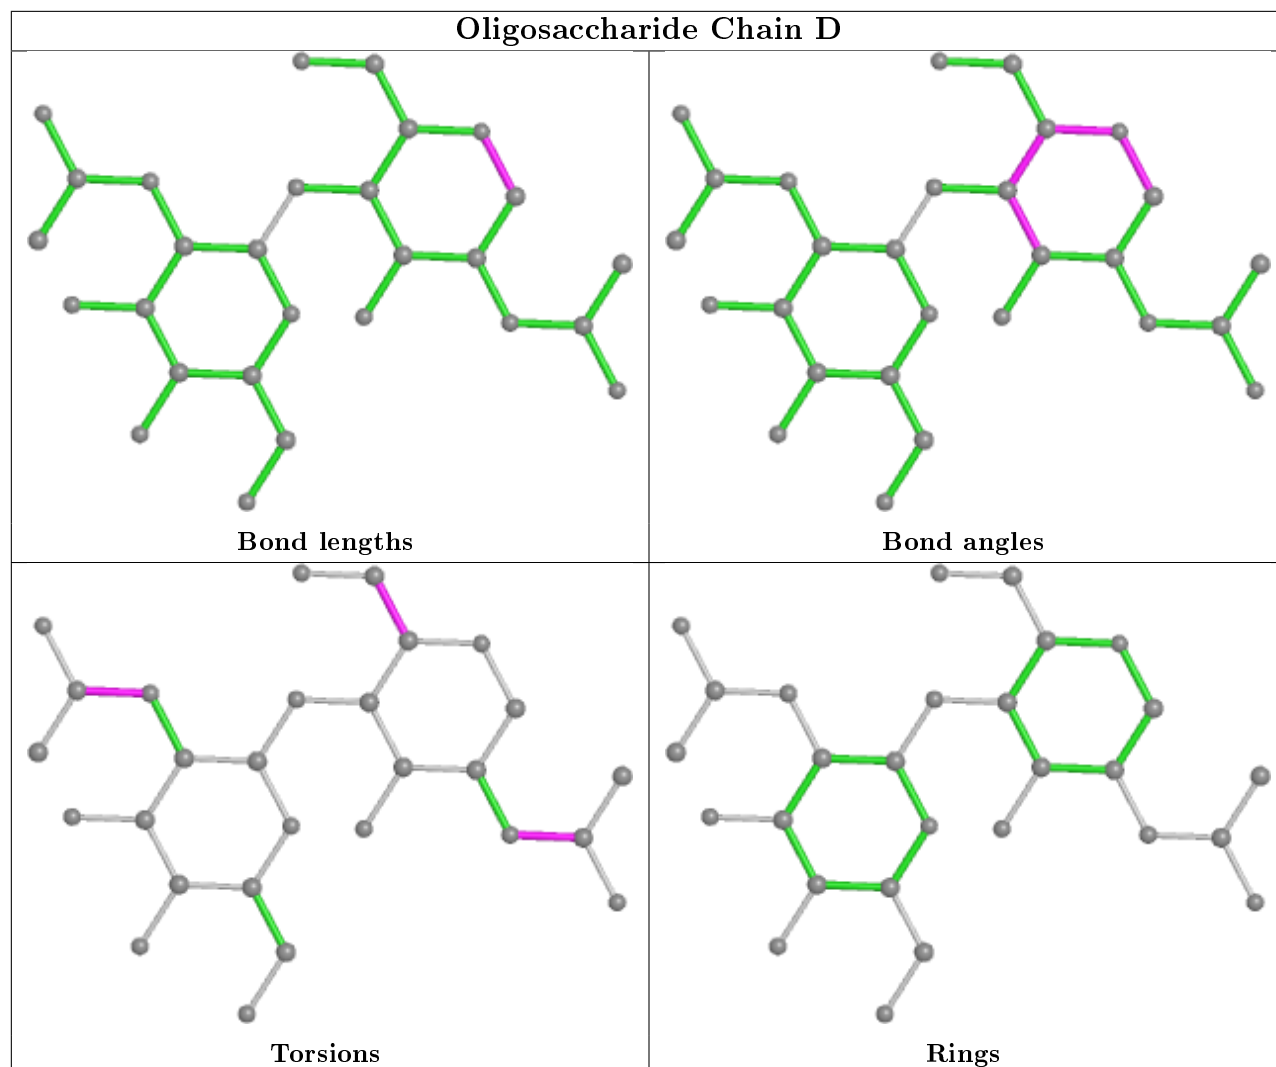 Oligosaccharide Chain D
Bond lengths
Bond angles
Torsions
Rings